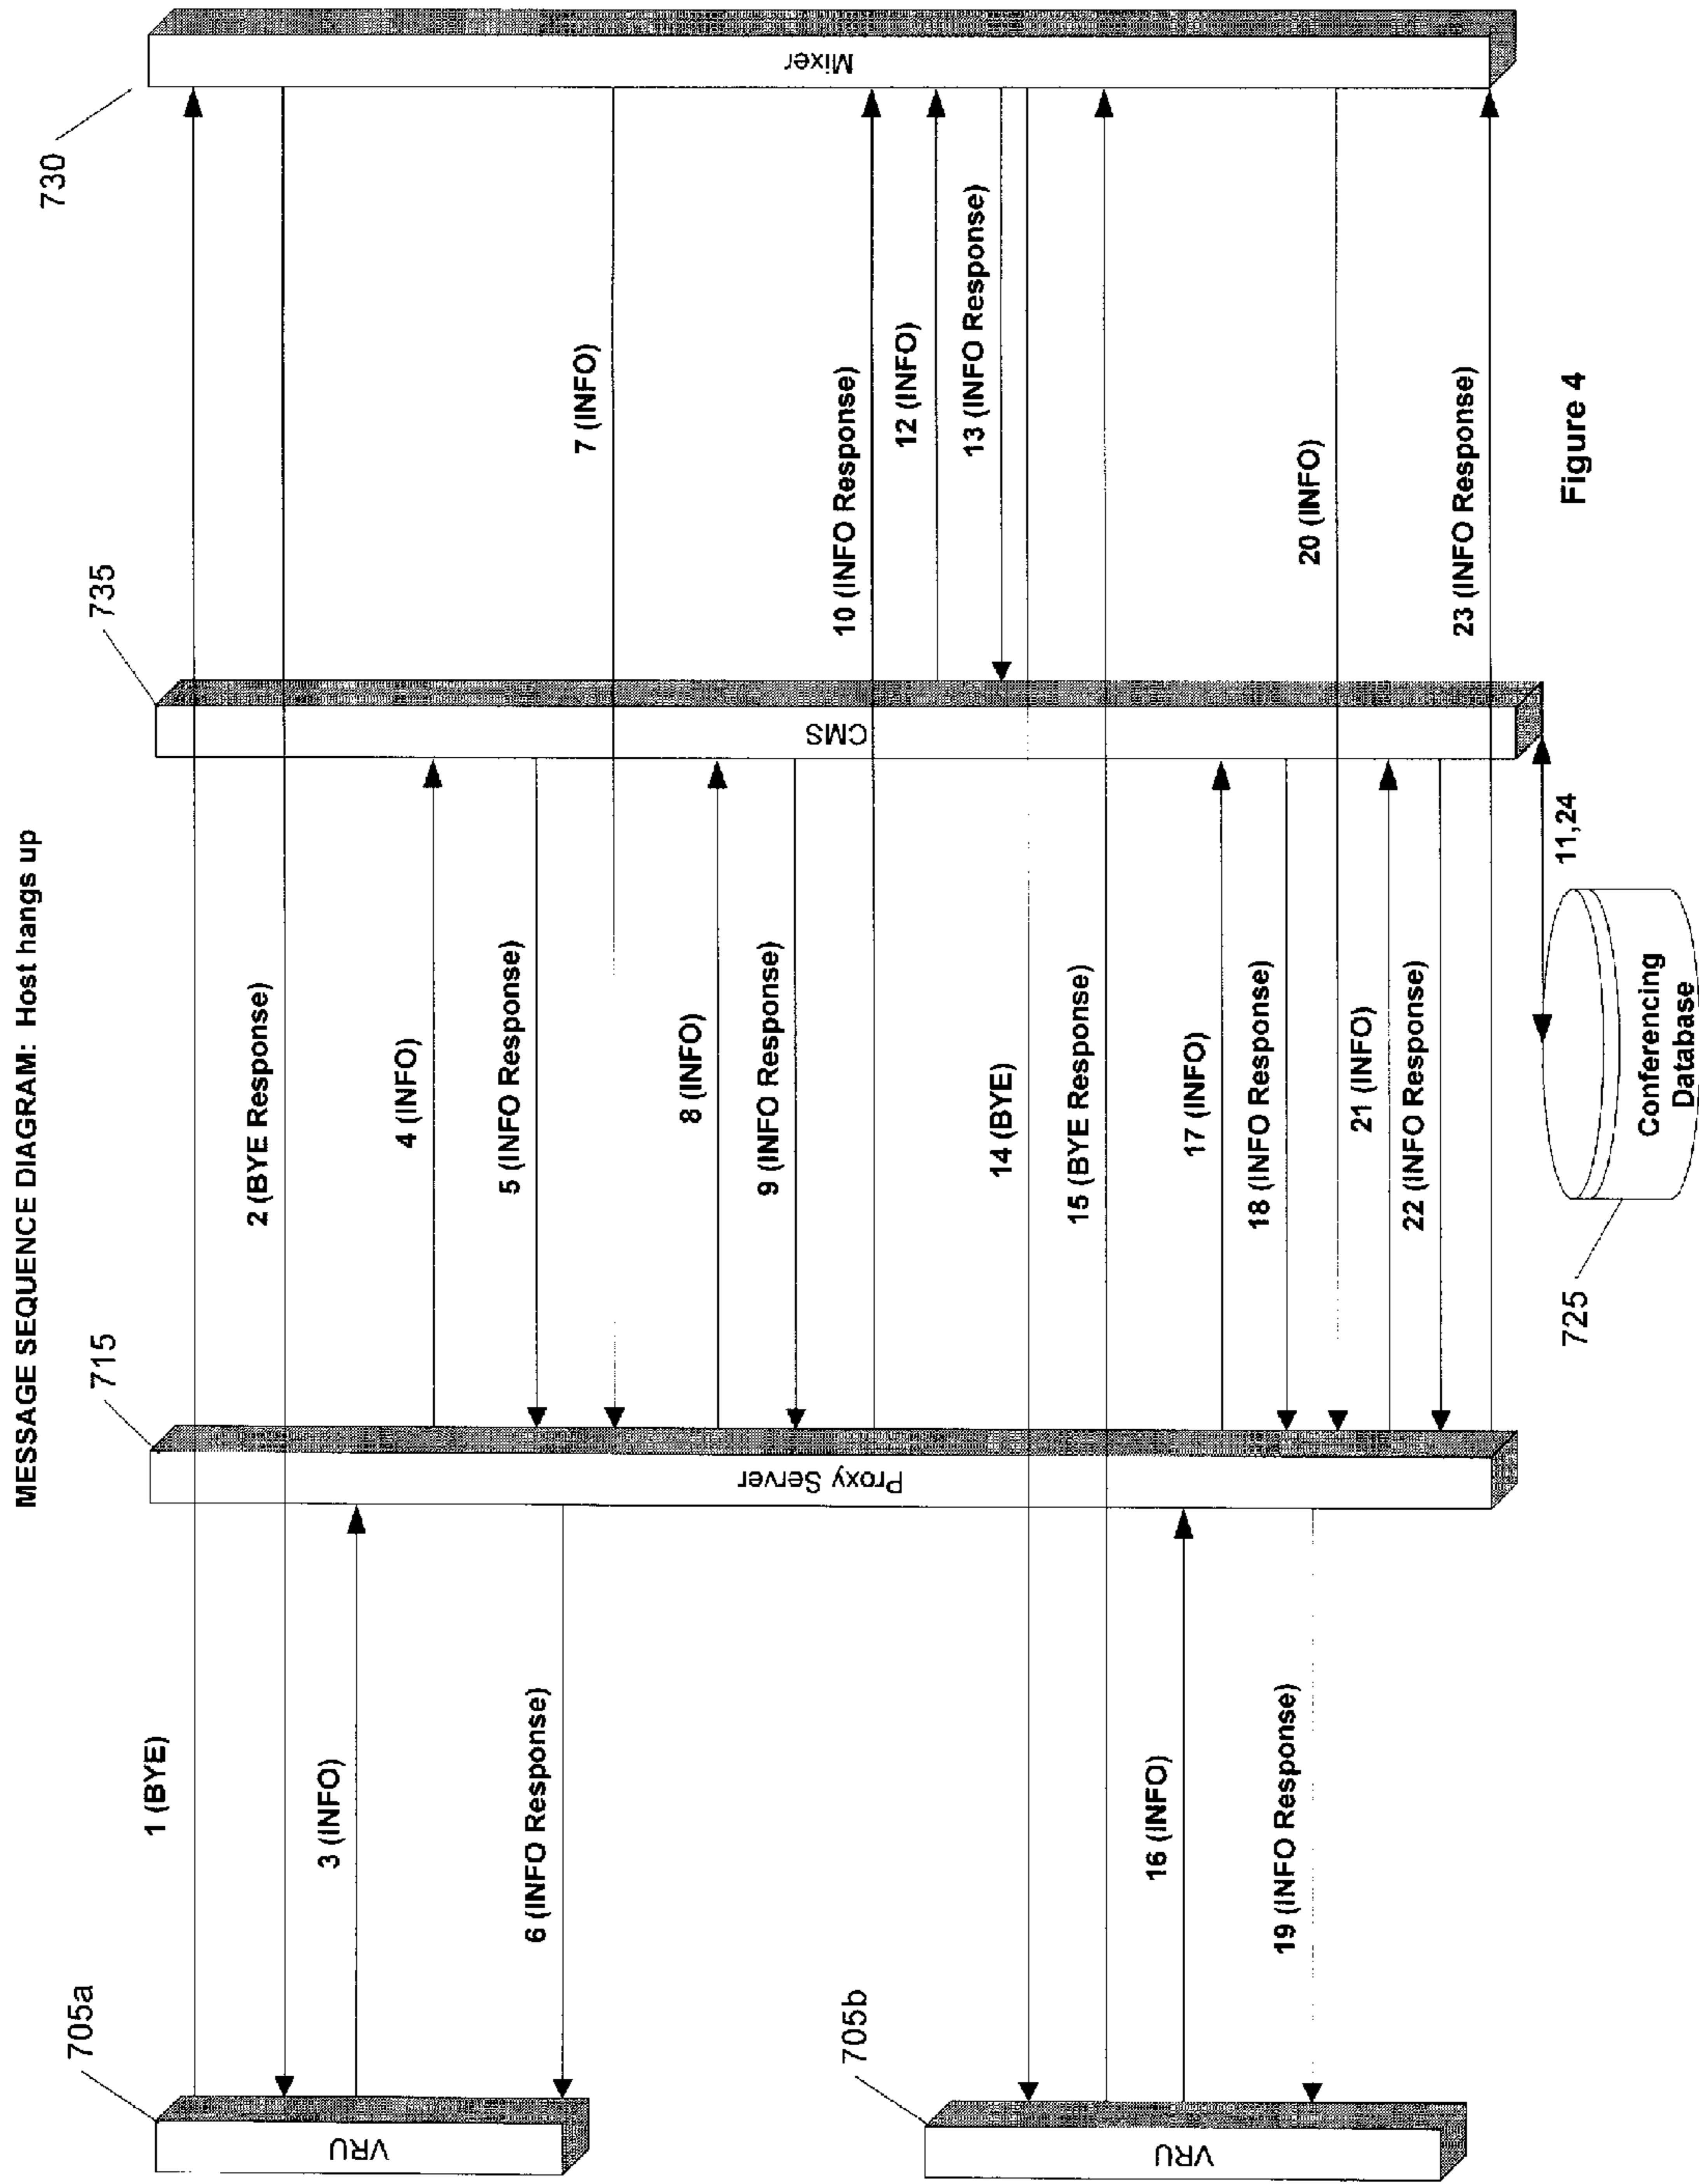 MESSAGE SEQUENCE DIAGRAM: Host hangs up
705a
715
735
730
VRU
Proxy Server
CMS
Mixer
1 (BYE)
2 (BYE Response)
3 (INFO)
4 (INFO)
5 (INFO Response)
6 (INFO Response)
7 (INFO)
8 (INFO)
9 (INFO Response)
10 (INFO Response)
12 (INFO)
13 (INFO Response)
705b
VRU
14 (BYE)
15 (BYE Response)
16 (INFO)
17 (INFO)
18 (INFO Response)
19 (INFO Response)
20 (INFO)
21 (INFO)
22 (INFO Response)
23 (INFO Response)
11,24
725
Conferencing
Database
Figure 4